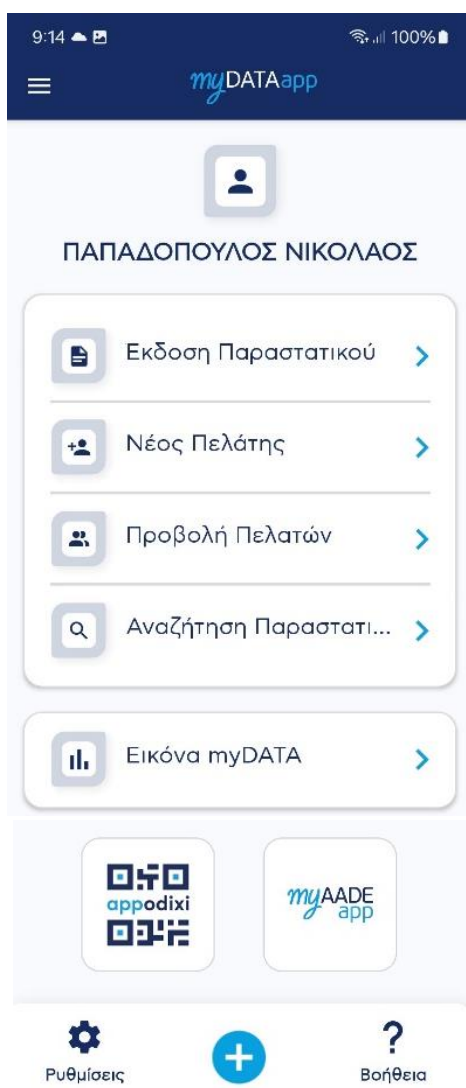 9:14 100%
myDATAapp
ΠΑΠΑΔΟΠΟΥΛΟΣ ΝΙΚΟΛΑΟΣ
Εκδοση Παραστατικού
Νέος Πελάτης
Προβολή Πελατών
Αναζήτηση Παραστατι...
Εικόνα myDATA
appodixi
myAADE
app
Ρυθμίσεις
Βοήθεια